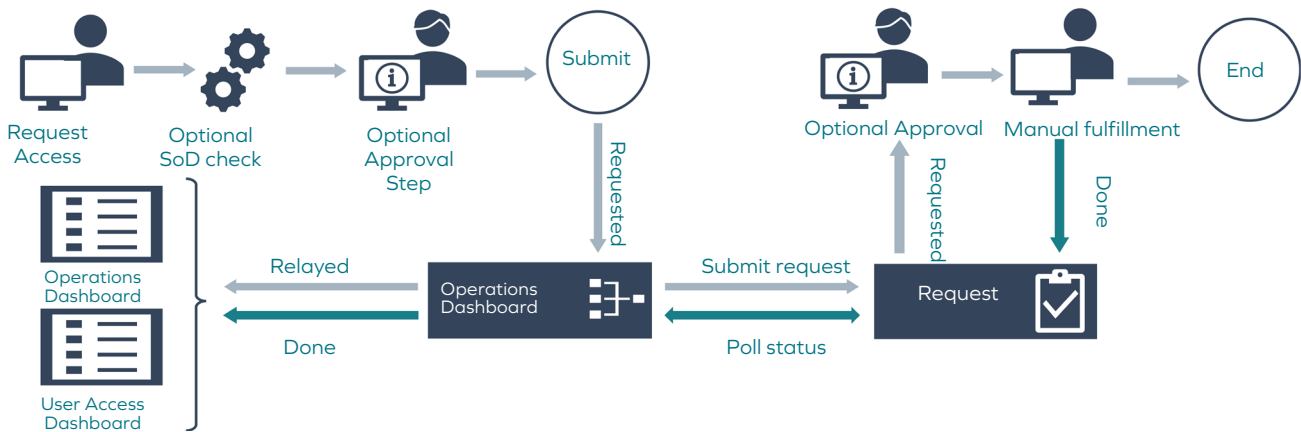 Request
Access
Optional
SoD check
Optional
Approval
Step
Submit
Optional Approval
Manual fulfillment
End
Requested
Requested
Done
Operations
Dashboard
User Access
Dashboard
Relayed
Done
Operations
Dashboard
Submit request
Poll status
Request